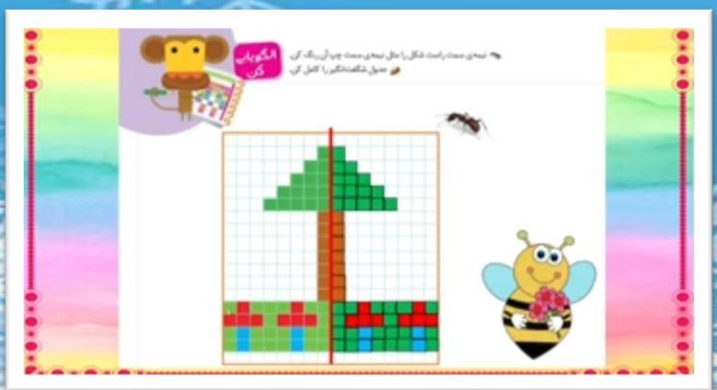 الگویابی
کن
نیمه‌ی سمت راست شکل را مثل نیمه‌ی سمت چپ آن رنگ کن.
جدول شگفت‌انگیز را کامل کن.